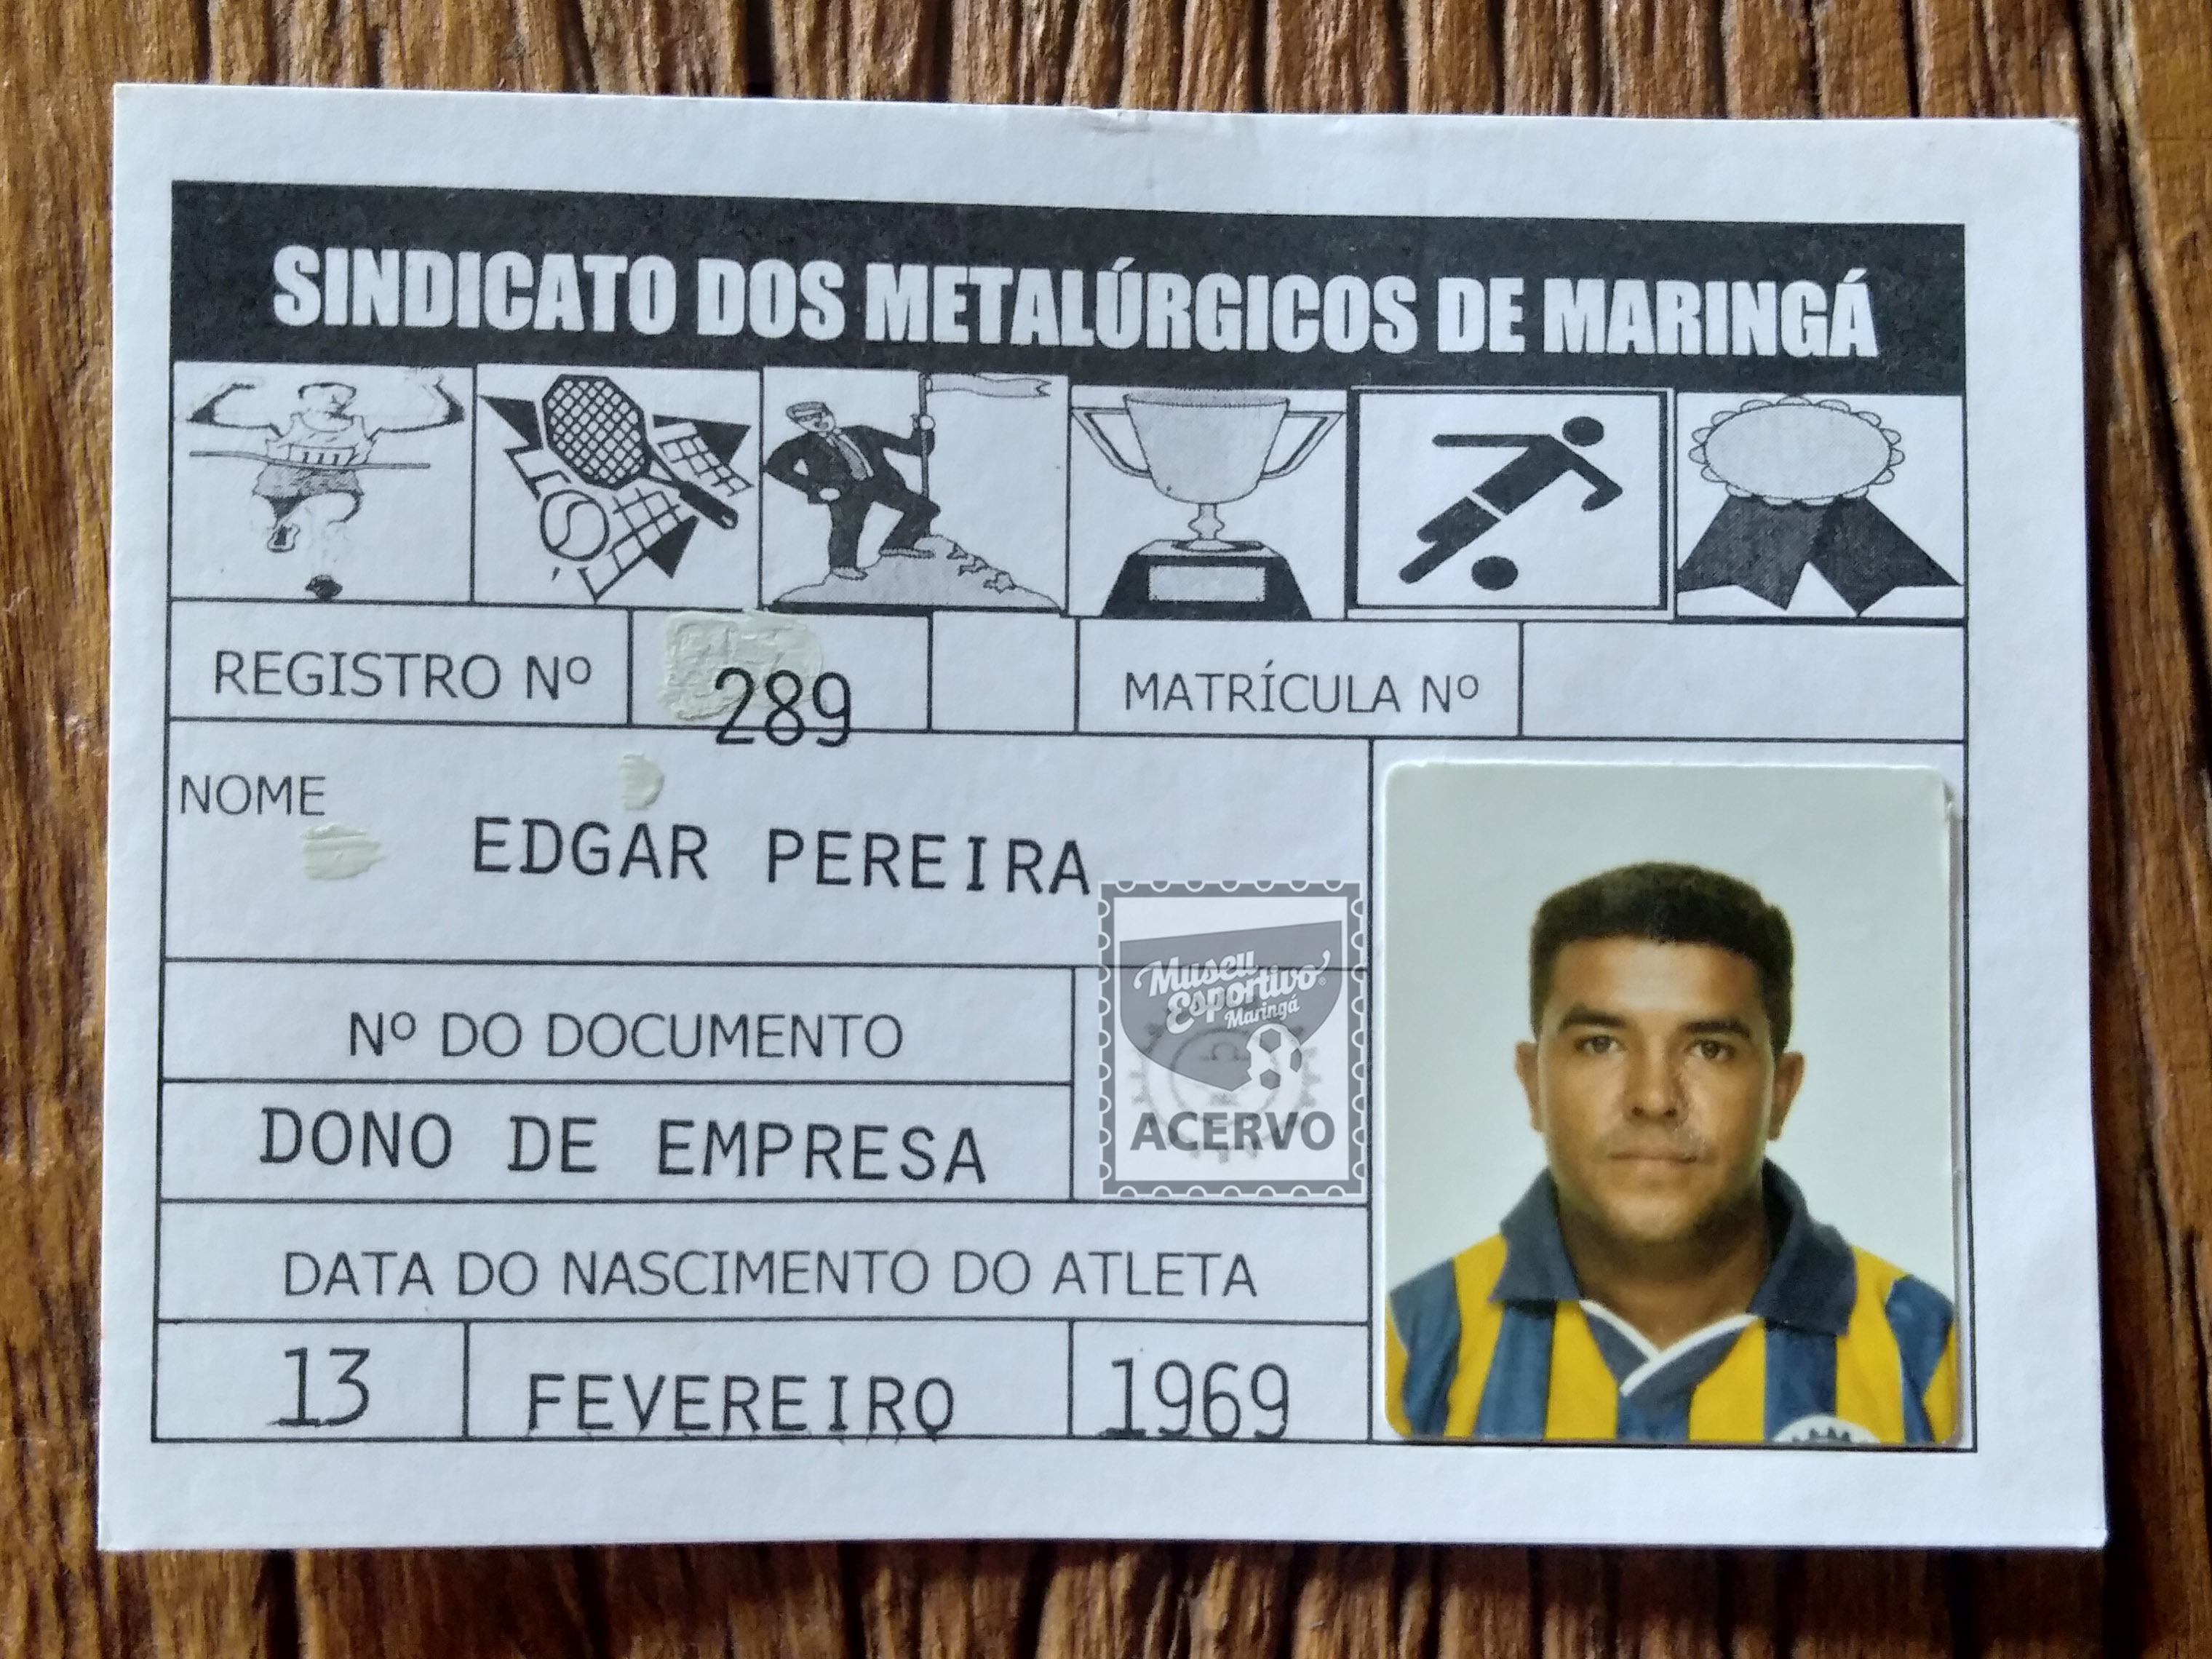 SINDICATO DOS METALÚRGICOS DE MARINGÁ
REGISTRO Nº 289 MATRÍCULA Nº
NOME
EDGAR PEREIRA
Nº DO DOCUMENTO
DONO DE EMPRESA
Museu
Esportivo
Maringá
ACERVO
DATA DO NASCIMENTO DO ATLETA
13 FEVEREIRO 1969